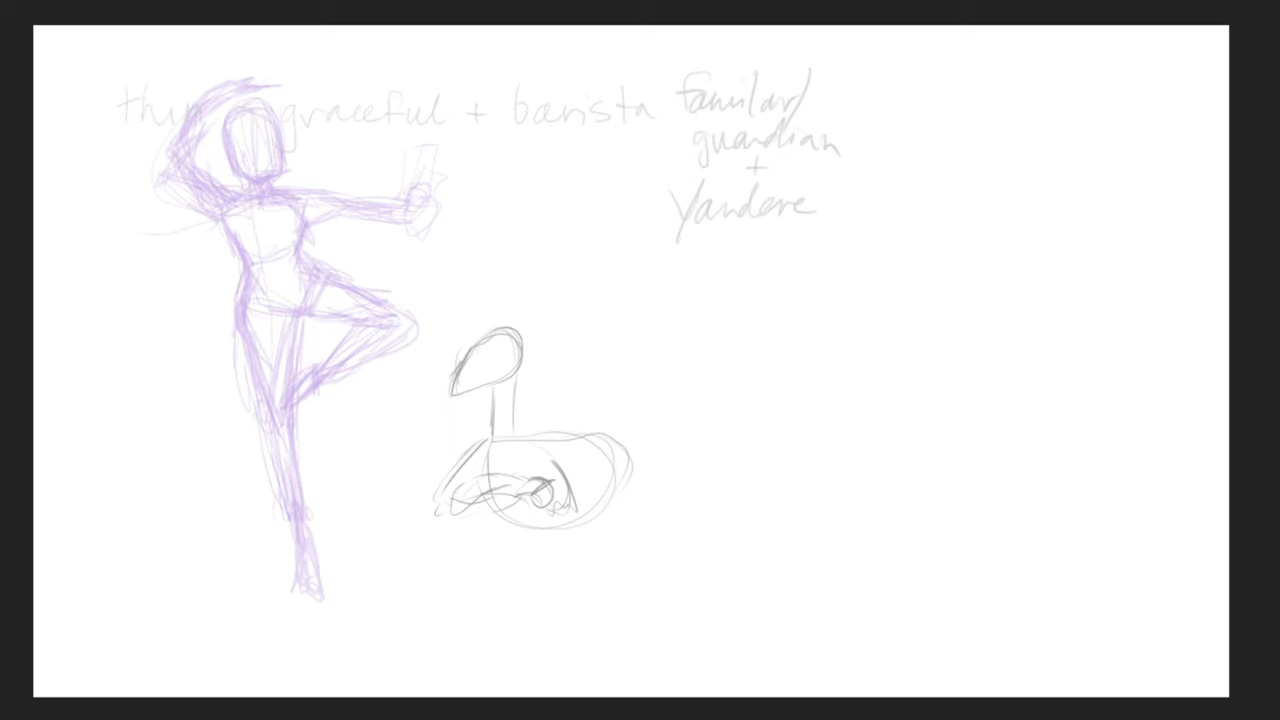 graceful + barista
familiar/
guardian
+
Yandere